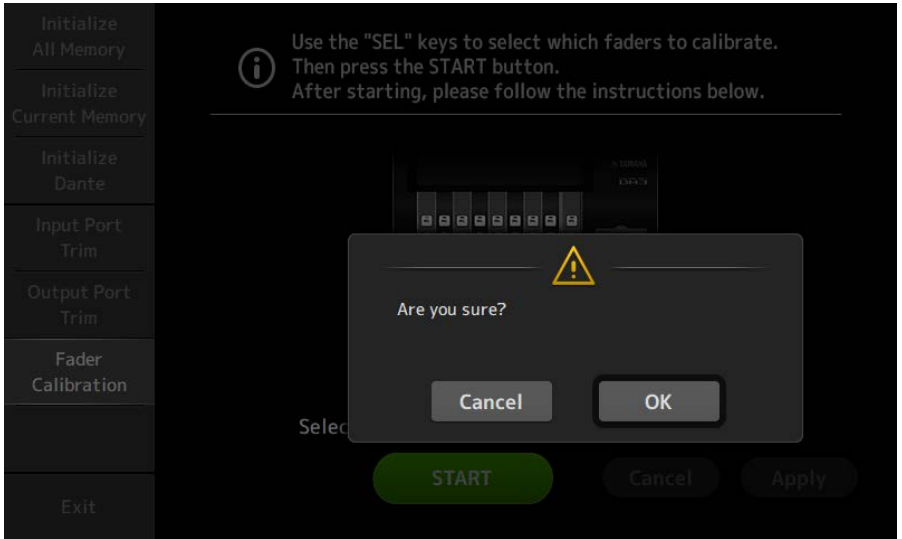 Initialize
All Memory
Initialize
Current Memory
Initialize
Dante
Input Port
Trim
Output Port
Trim
Fader
Calibration
Exit
Use the "SEL" keys to select which faders to calibrate.
Then press the START button.
After starting, please follow the instructions below.
Are you sure?
Cancel
OK
Selec
START
Cancel
Apply